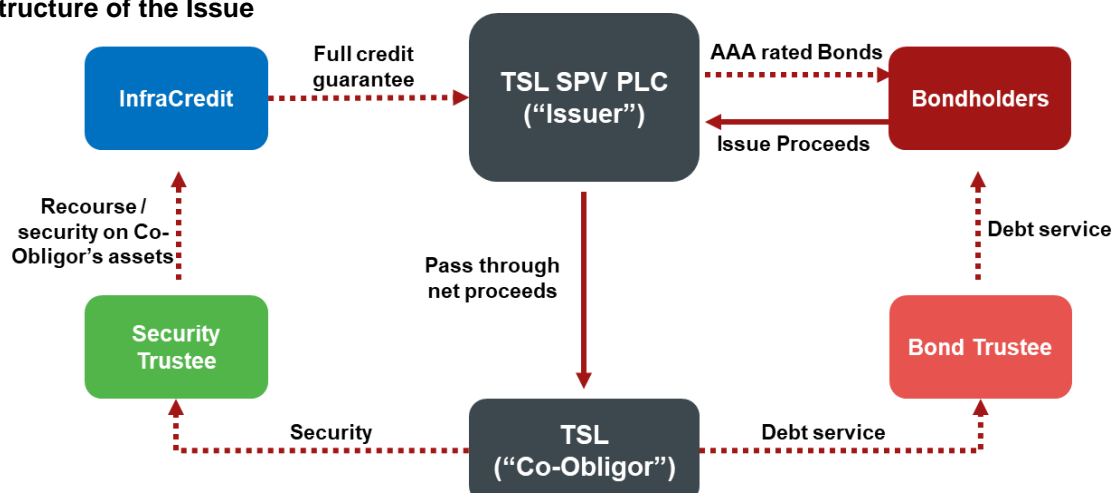 tructure of the Issue
Full credit
guarantee
AAA rated Bonds
InfraCredit
TSL SPV PLC
(“Issuer”)
Bondholders
Issue Proceeds
Recourse /
security on Co-
Obligor’s assets
Pass through
net proceeds
Debt service
Security
Trustee
Bond Trustee
Security
TSL
(“Co-Obligor”)
Debt service